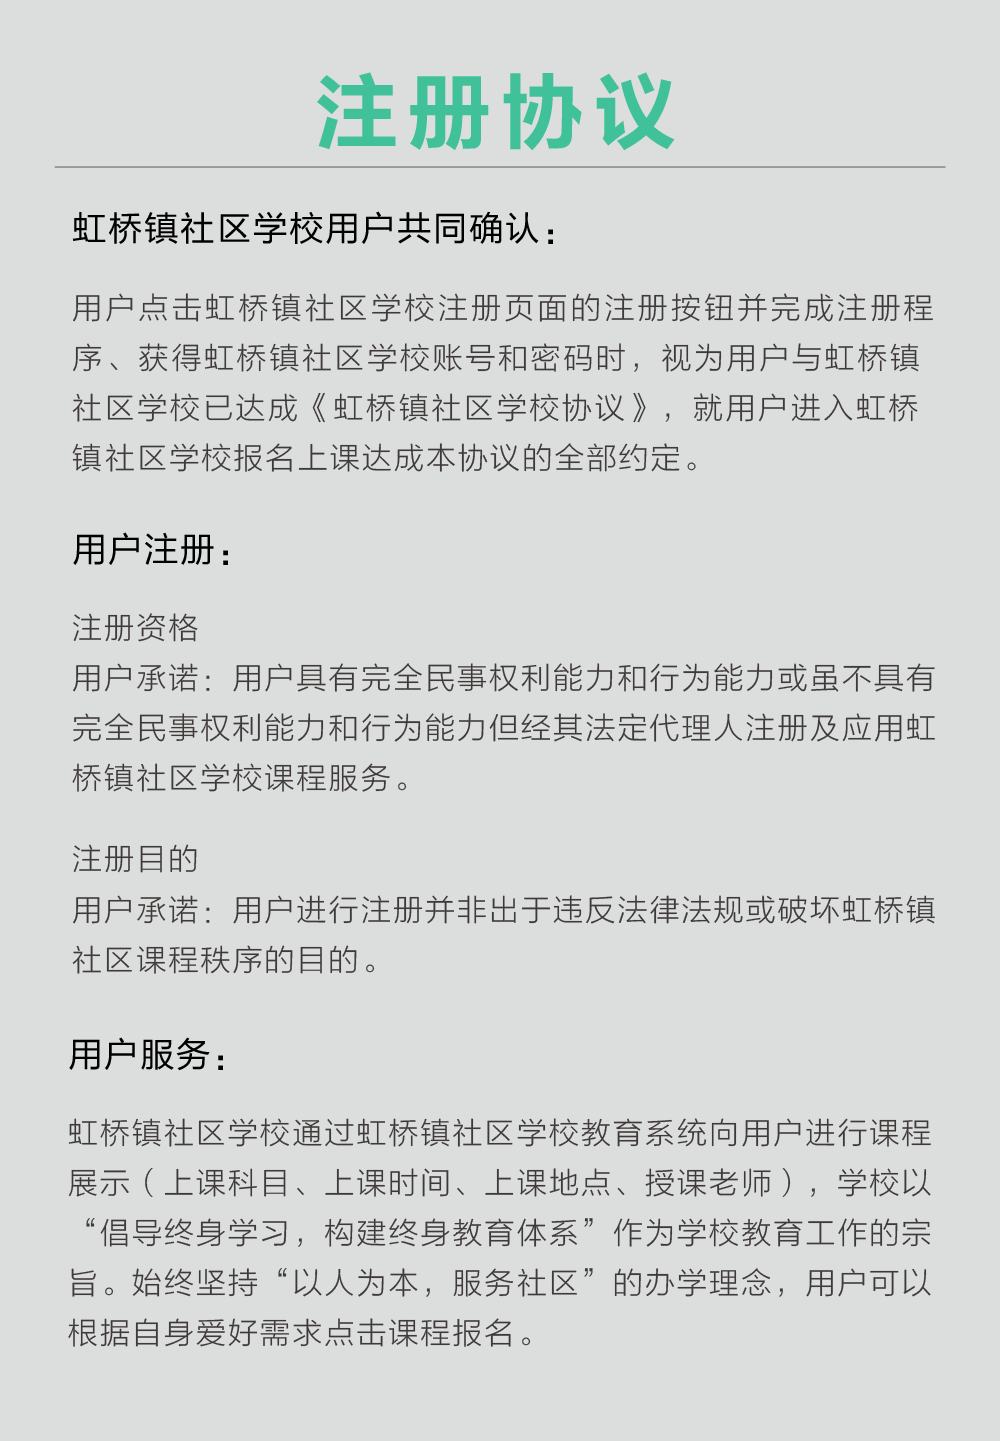 注册协议
虹桥镇社区学校用户共同确认：
用户点击虹桥镇社区学校注册页面的注册按钮并完成注册程
序、获得虹桥镇社区学校账号和密码时，视为用户与虹桥镇
社区学校已达成《虹桥镇社区学校协议》，就用户进入虹桥
镇社区学校报名上课达成本协议的全部约定。
用户注册：
注册资格
用户承诺：用户具有完全民事权利能力和行为能力或虽不具有
完全民事权利能力和行为能力但经其法定代理人注册及应用虹
桥镇社区学校课程服务。
注册目的
用户承诺：用户进行注册并非出于违反法律法规或破坏虹桥镇
社区课程秩序的目的。
用户服务：
虹桥镇社区学校通过虹桥镇社区学校教育系统向用户进行课程
展示（上课科目、上课时间、上课地点、授课老师），学校以
“倡导终身学习，构建终身教育体系”作为学校教育工作的宗
旨。始终坚持“以人为本，服务社区”的办学理念，用户可以
根据自身爱好需求点击课程报名。